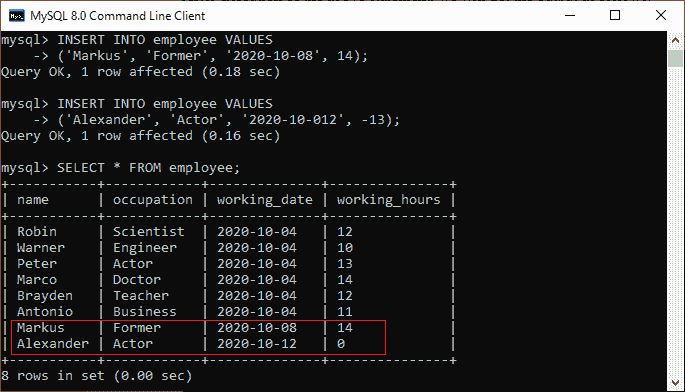 MySQL 8.0 Command Line Client
mysql> INSERT INTO employee VALUES
    -> ('Markus', 'Former', '2020-10-08', 14);
Query OK, 1 row affected (0.18 sec)
mysql> INSERT INTO employee VALUES
    -> ('Alexander', 'Actor', '2020-10-012', -13);
Query OK, 1 row affected (0.16 sec)
mysql> SELECT * FROM employee;
+-----------+------------+--------------+---------------+
| name      | occupation | working_date | working_hours |
+-----------+------------+--------------+---------------+
| Robin     | Scientist  | 2020-10-04   | 12            |
| Warner    | Engineer   | 2020-10-04   | 10            |
| Peter     | Actor      | 2020-10-04   | 13            |
| Marco     | Doctor     | 2020-10-04   | 14            |
| Brayden   | Teacher    | 2020-10-04   | 12            |
| Antonio   | Business   | 2020-10-04   | 11            |
| Markus    | Former     | 2020-10-08   | 14            |
| Alexander | Actor      | 2020-10-12   | 0             |
+-----------+------------+--------------+---------------+
8 rows in set (0.00 sec)